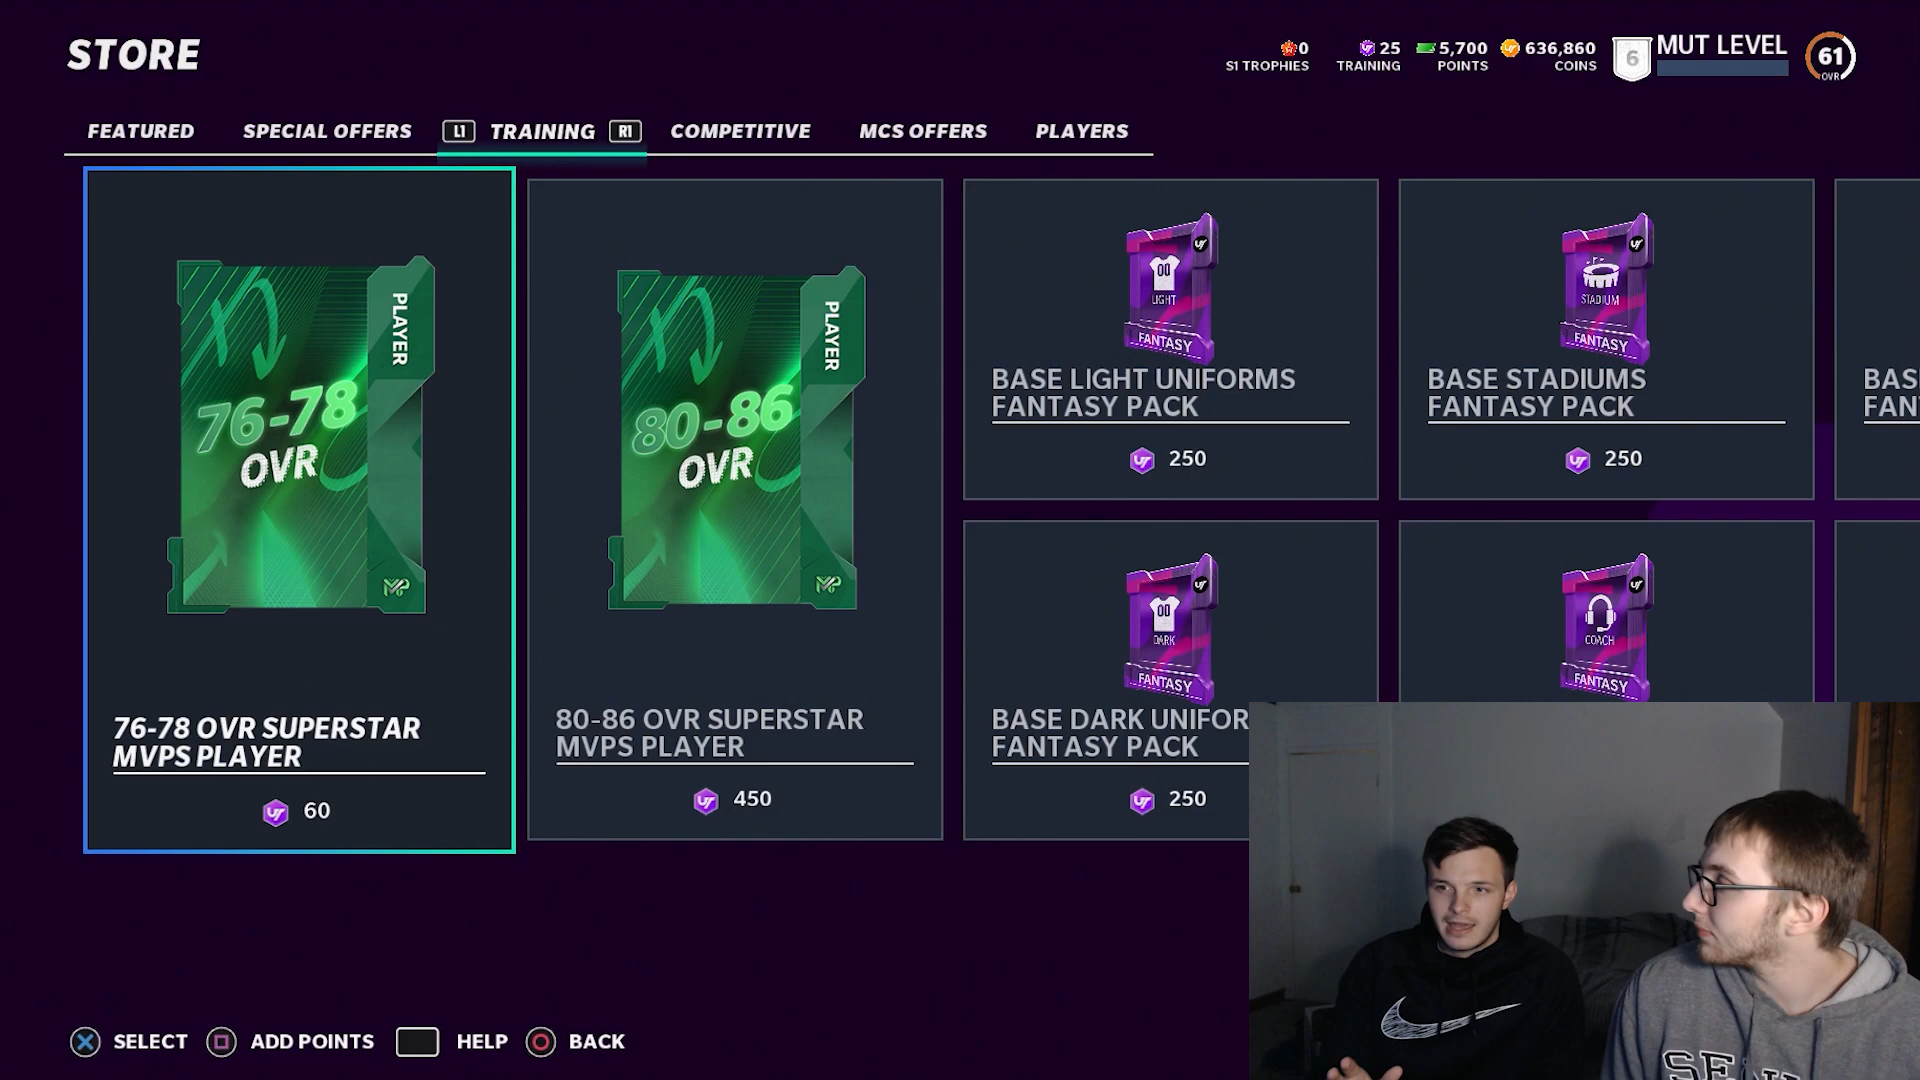 STORE
0
S1 TROPHIES
25
TRAINING
5,700
POINTS
636,860
COINS
6
MUT LEVEL
61
OVR
FEATURED
SPECIAL OFFERS
L1
TRAINING
R1
COMPETITIVE
MCS OFFERS
PLAYERS
PLAYER
76-78
OVR
MVP
76-78 OVR SUPERSTAR
MVPS PLAYER
60
PLAYER
80-86
OVR
MVP
80-86 OVR SUPERSTAR
MVPS PLAYER
450
00
LIGHT
FANTASY
BASE LIGHT UNIFORMS
FANTASY PACK
250
STADIUM
FANTASY
BASE STADIUMS
FANTASY PACK
250
BAS
FAN
00
DARK
FANTASY
BASE DARK UNIFOR
FANTASY PACK
250
COACH
FANTASY
SELECT
ADD POINTS
HELP
BACK